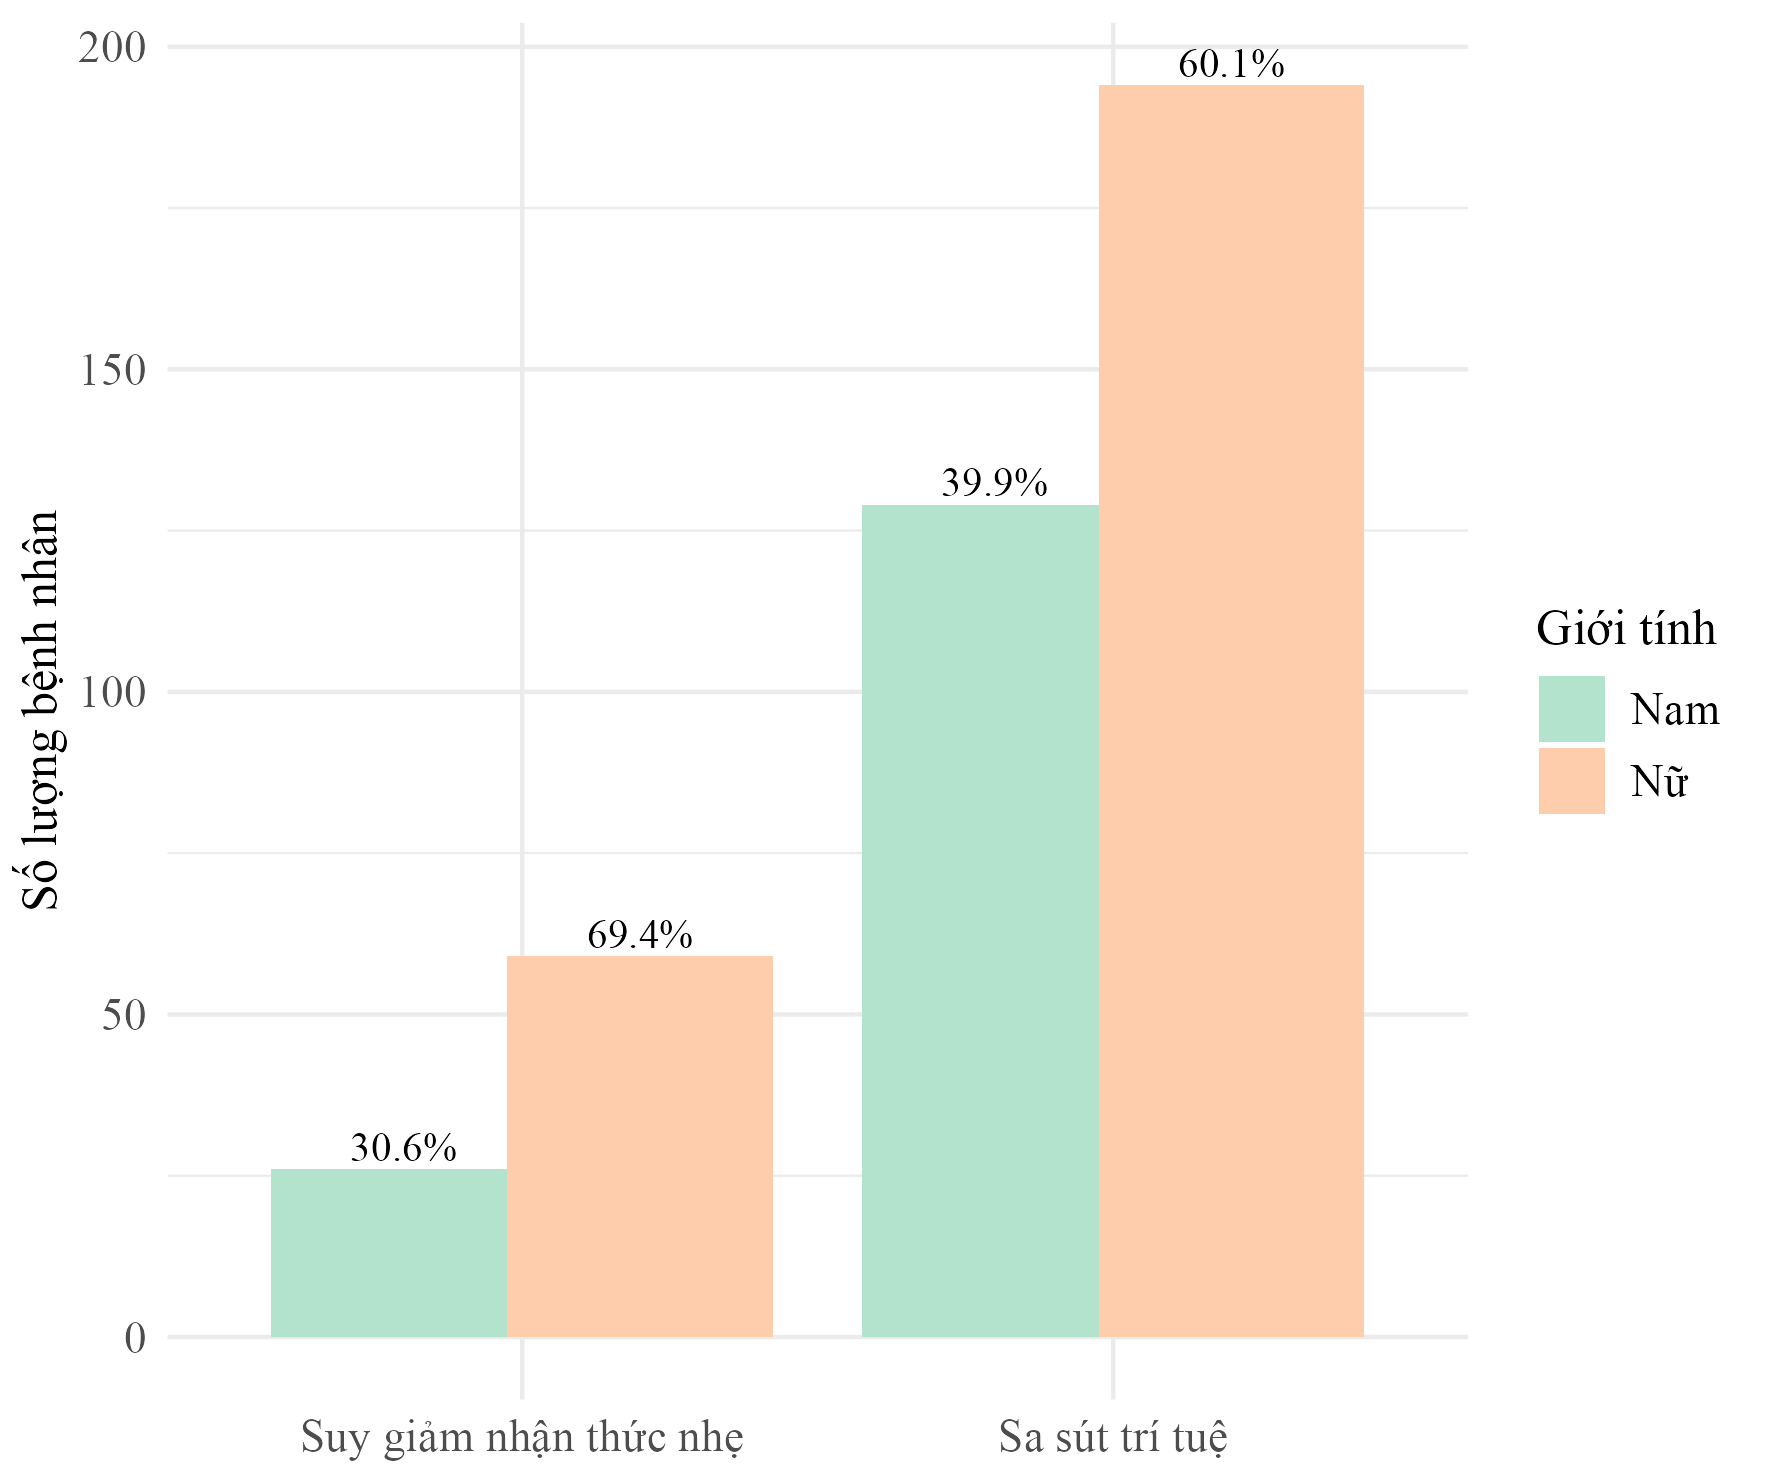 200
150
100
50
0
Số lượng bệnh nhân
30.6%
69.4%
39.9%
60.1%
Suy giảm nhận thức nhẹ
Sa sút trí tuệ
Giới tính
Nam
Nữ